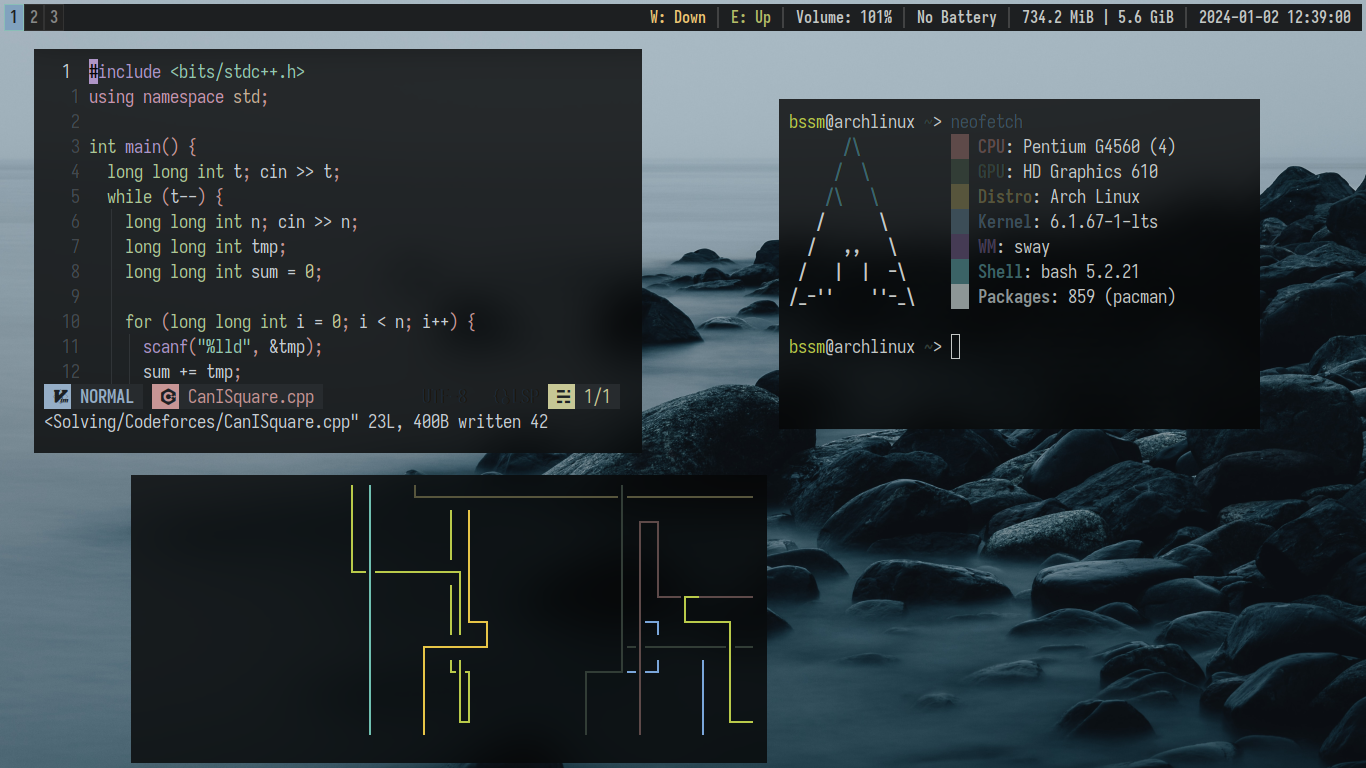 1 2 3 W: Down | E: Up | Volume: 101% | No Battery | 734.2 MiB | 5.6 GiB | 2024-01-02 12:39:00
1 #include <bits/stdc++.h>
1 using namespace std;
2
3 int main() {
4 long long int t; cin >> t;
5 while (t--) {
6 long long int n; cin >> n;
7 long long int tmp;
8 long long int sum = 0;
9
10 for (long long int i = 0; i < n; i++) {
11 scanf("%lld", &tmp);
12 sum += tmp;
NORMAL CanISquare.cpp 1/1
<Solving/Codeforces/CanISquare.cpp" 23L, 400B written 42
bssm@archlinux ~> neofetch
CPU: Pentium G4560 (4)
GPU: HD Graphics 610
Distro: Arch Linux
Kernel: 6.1.67-1-lts
WM: sway
Shell: bash 5.2.21
Packages: 859 (pacman)
bssm@archlinux ~>